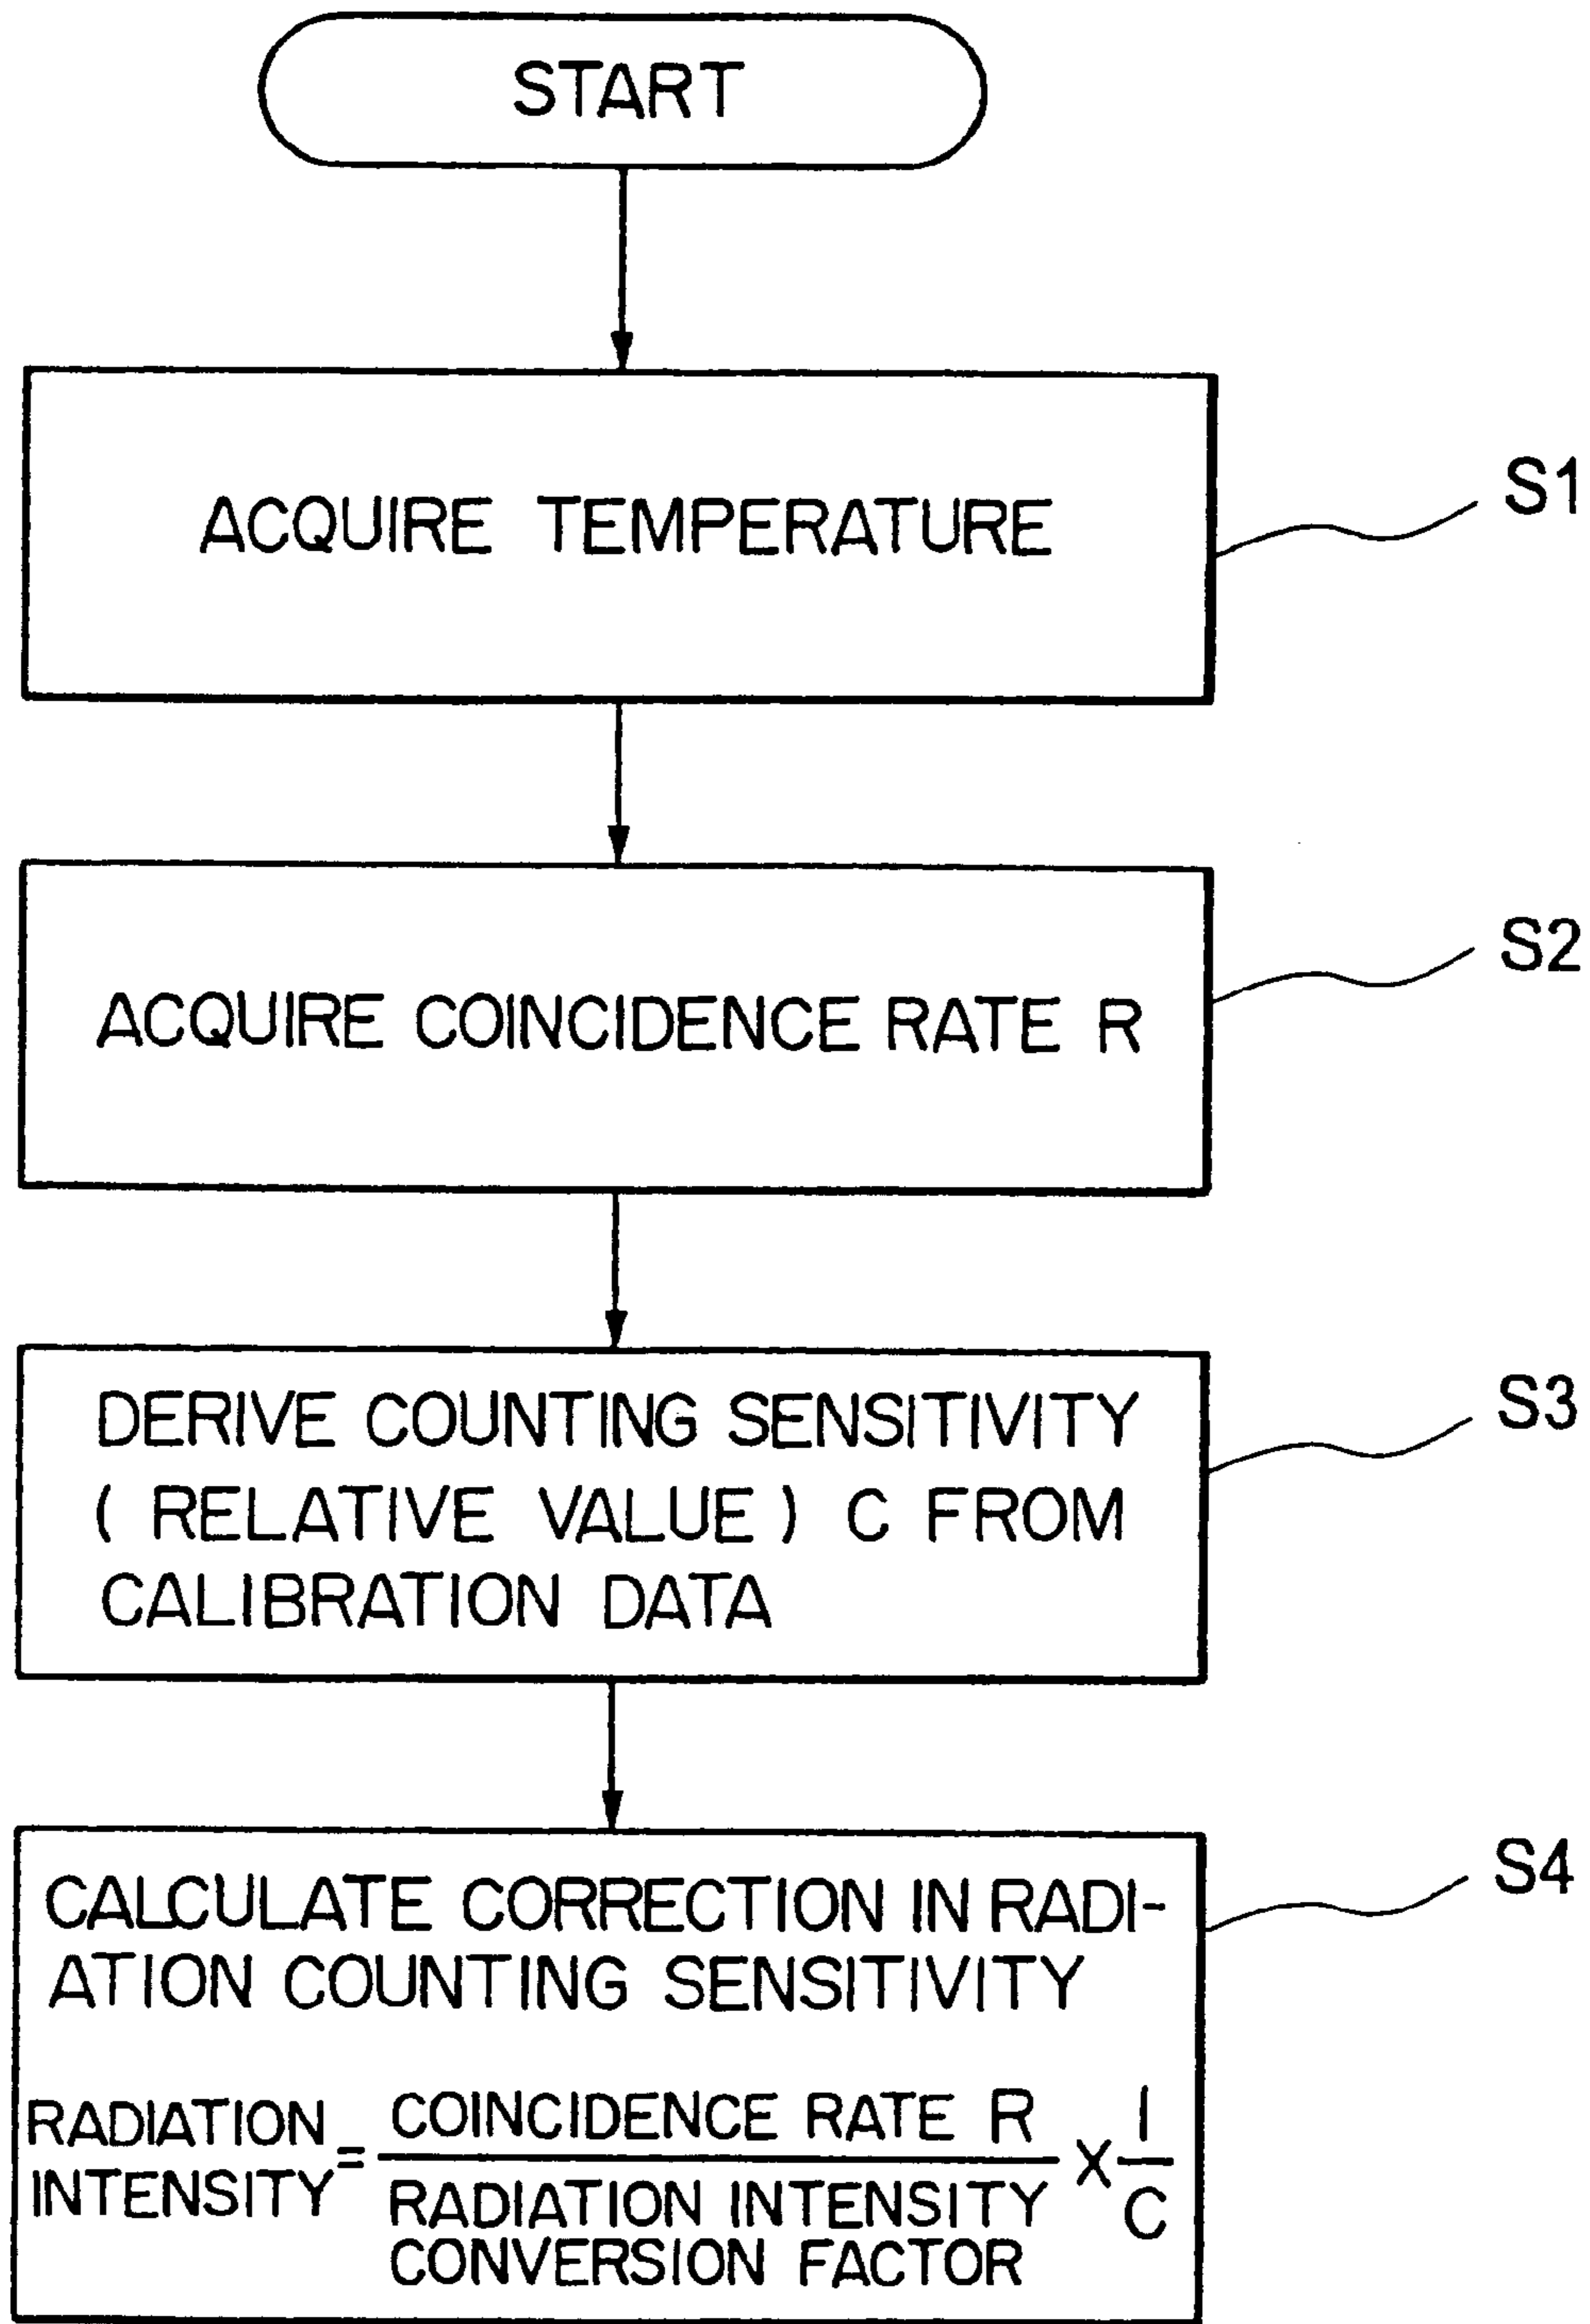 START
ACQUIRE TEMPERATURE
S1
ACQUIRE COINCIDENCE RATE R
S2
DERIVE COUNTING SENSITIVITY
( RELATIVE VALUE ) C FROM
CALIBRATION DATA
S3
CALCULATE CORRECTION IN RADI-
ATION COUNTING SENSITIVITY
S4
RADIATION
INTENSITY
=
COINCIDENCE RATE R
RADIATION INTENSITY
CONVERSION FACTOR
X
1
C